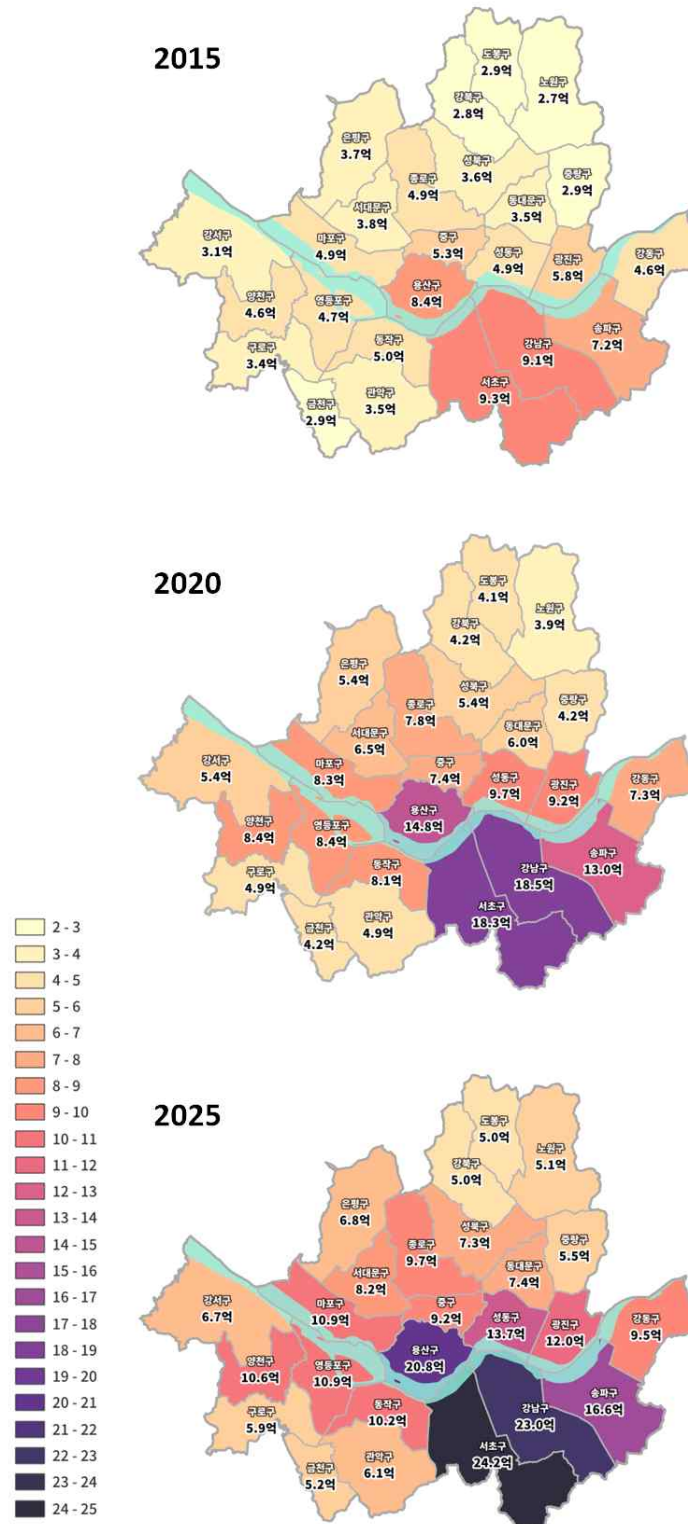 2015
도봉구
2.9억
노원구
2.7억
강북구
2.8억
은평구
3.7억
성북구
3.6억
중랑구
2.9억
종로구
4.9억
서대문구
3.8억
동대문구
3.5억
강서구
3.1억
마포구
4.9억
중구
5.3억
성동구
4.9억
광진구
5.8억
강동구
4.6억
용산구
8.4억
양천구
4.6억
영등포구
4.7억
동작구
5.0억
강남구
9.1억
송파구
7.2억
구로구
3.4억
서초구
9.3억
금천구
2.9억
관악구
3.5억
2020
도봉구
4.1억
노원구
3.9억
강북구
4.2억
은평구
5.4억
성북구
5.4억
중랑구
4.2억
종로구
7.8억
서대문구
6.5억
동대문구
6.0억
강서구
5.4억
마포구
8.3억
중구
7.4억
성동구
9.7억
광진구
9.2억
강동구
7.3억
용산구
14.8억
양천구
8.4억
영등포구
8.4억
동작구
8.1억
강남구
18.5억
송파구
13.0억
구로구
4.9억
서초구
18.3억
금천구
4.2억
관악구
4.9억
2025
도봉구
5.0억
노원구
5.1억
강북구
5.0억
은평구
6.8억
성북구
7.3억
중랑구
5.5억
종로구
9.7억
서대문구
8.2억
동대문구
7.4억
강서구
6.7억
마포구
10.9억
중구
9.2억
성동구
13.7억
광진구
12.0억
강동구
9.5억
용산구
20.8억
양천구
10.6억
영등포구
10.9억
동작구
10.2억
강남구
23.0억
송파구
16.6억
구로구
5.9억
서초구
24.2억
금천구
5.2억
관악구
6.1억
2 - 3
3 - 4
4 - 5
5 - 6
6 - 7
7 - 8
8 - 9
9 - 10
10 - 11
11 - 12
12 - 13
13 - 14
14 - 15
15 - 16
16 - 17
17 - 18
18 - 19
19 - 20
20 - 21
21 - 22
22 - 23
23 - 24
24 - 25